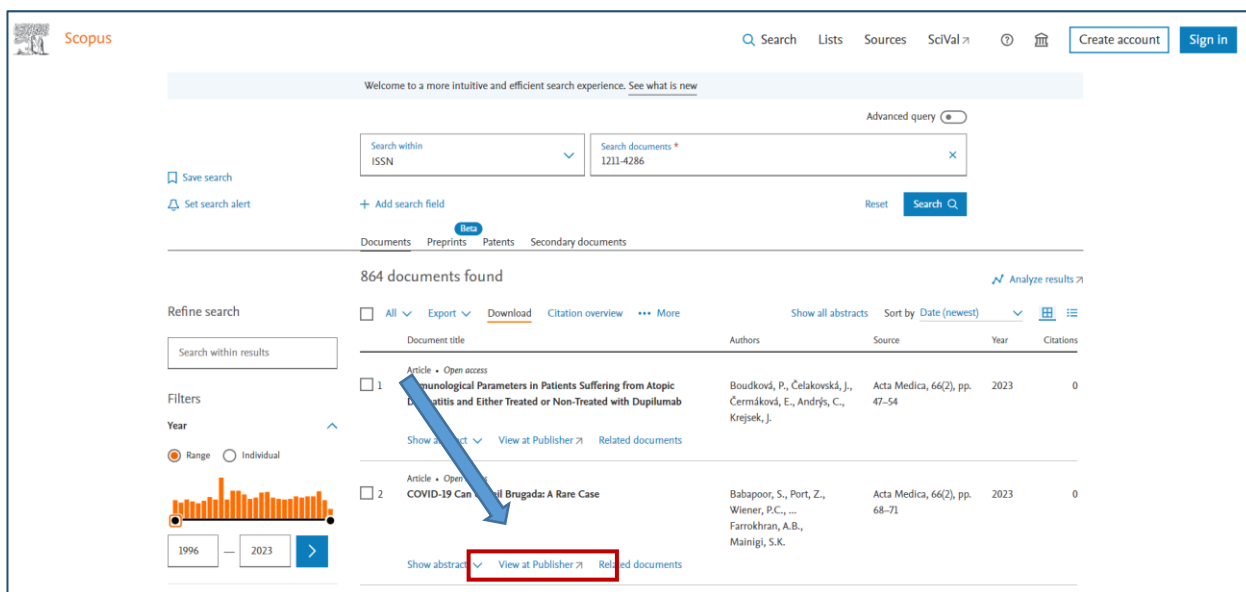 Scopus
Search Lists Sources SciVal Create account Sign in
Welcome to a more intuitive and efficient search experience. See what is new
Advanced query
Search within
ISSN
Search documents *
1211-4286
Save search
Set search alert
+ Add search field
Reset Search
Beta
Documents Preprints Patents Secondary documents
864 documents found
Analyze results
Refine search
All Export Download Citation overview ••• More
Show all abstracts Sort by Date (newest)
Search within results
Document title Authors Source Year Citations
Article • Open access
1 Immunological Parameters in Patients Suffering from Atopic Boudková, P., Čelakovská, J., Acta Medica, 66(2), pp. 2023 0
and Either Treated or Non-Treated with Dupilumab Čermáková, E., Andrýs, C., 47–54
Krejsek, J.
Filters
Year
Range Individual
Show abstract View at Publisher Related documents
Article • Open access
2 COVID-19 Can Brugada: A Rare Case Babapoor, S., Port, Z., Acta Medica, 66(2), pp. 2023 0
Wiener, P.C., ... 68–71
Farrokhran, A.B.,
Mainigi, S.K.
1996 — 2023
Show abstract View at Publisher Related documents